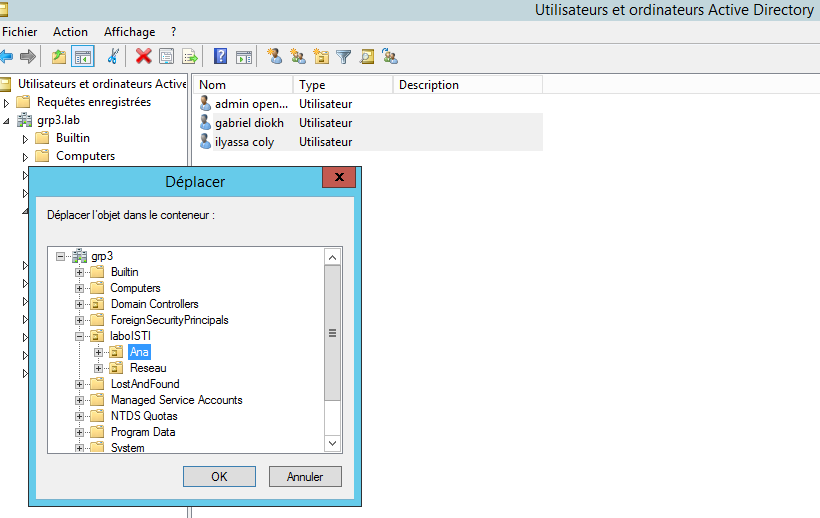 Utilisateurs et ordinateurs Active Directory
Fichier Action Affichage ?
Utilisateurs et ordinateurs Active
Requêtes enregistrées
grp3.lab
Builtin
Computers
Nom Type Description
admin open... Utilisateur
gabriel diokh Utilisateur
ilyassa coly Utilisateur
Déplacer
Déplacer l'objet dans le conteneur :
grp3
Builtin
Computers
Domain Controllers
ForeignSecurityPrincipals
laboISTI
Ana
Reseau
LostAndFound
Managed Service Accounts
NTDS Quotas
Program Data
System
OK Annuler